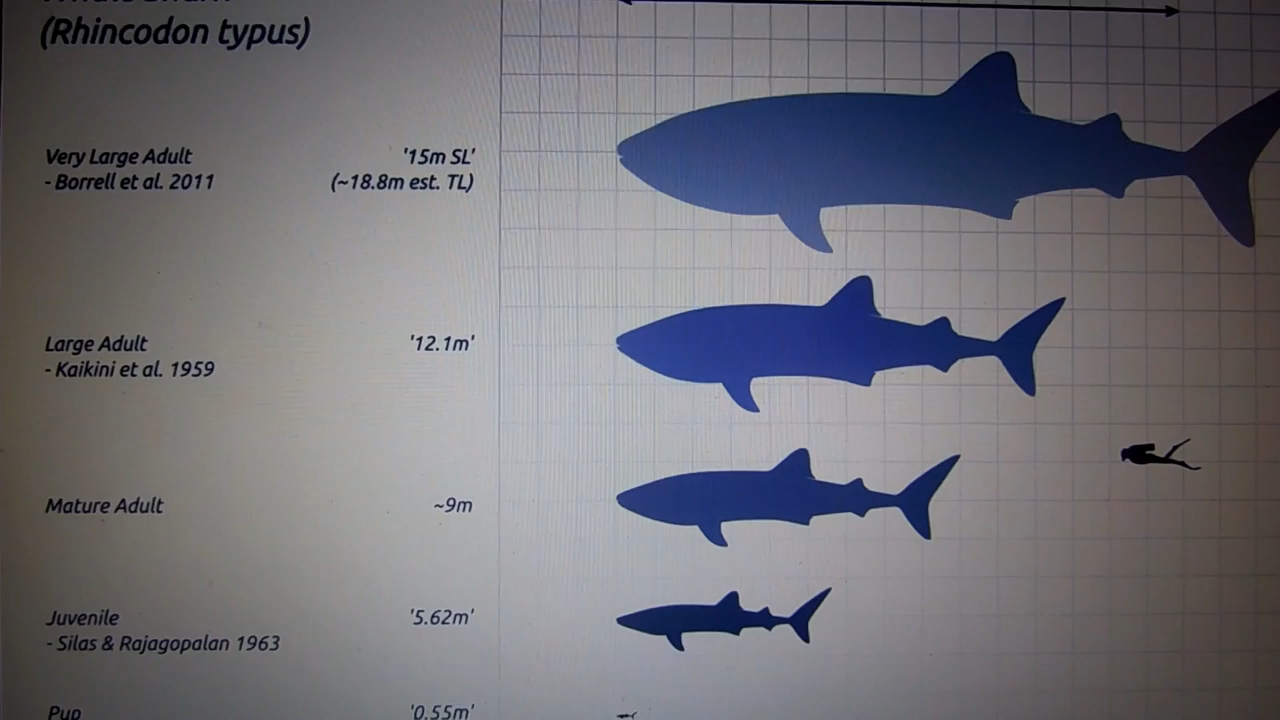 (Rhincodon typus)
Very Large Adult '15m SL'
- Borrell et al. 2011 (~18.8m est. TL)
Large Adult '12.1m'
- Kaikini et al. 1959
Mature Adult ~9m
Juvenile '5.62m'
- Silas & Rajagopalan 1963
Pup '0.55m'